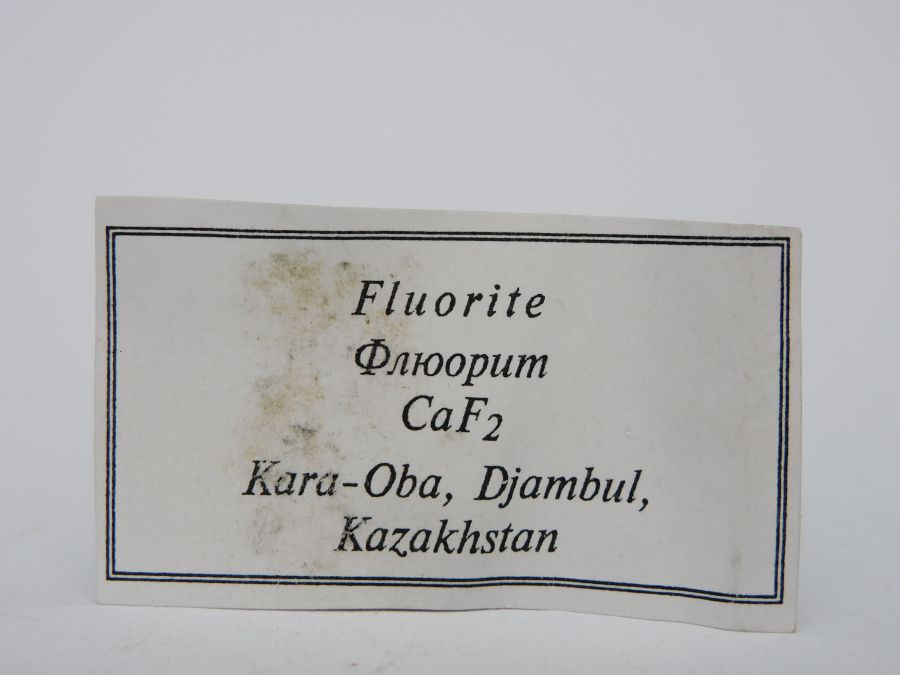 Fluorite
Флюорит
CaF₂
Kara-Oba, Djambul,
Kazakhstan